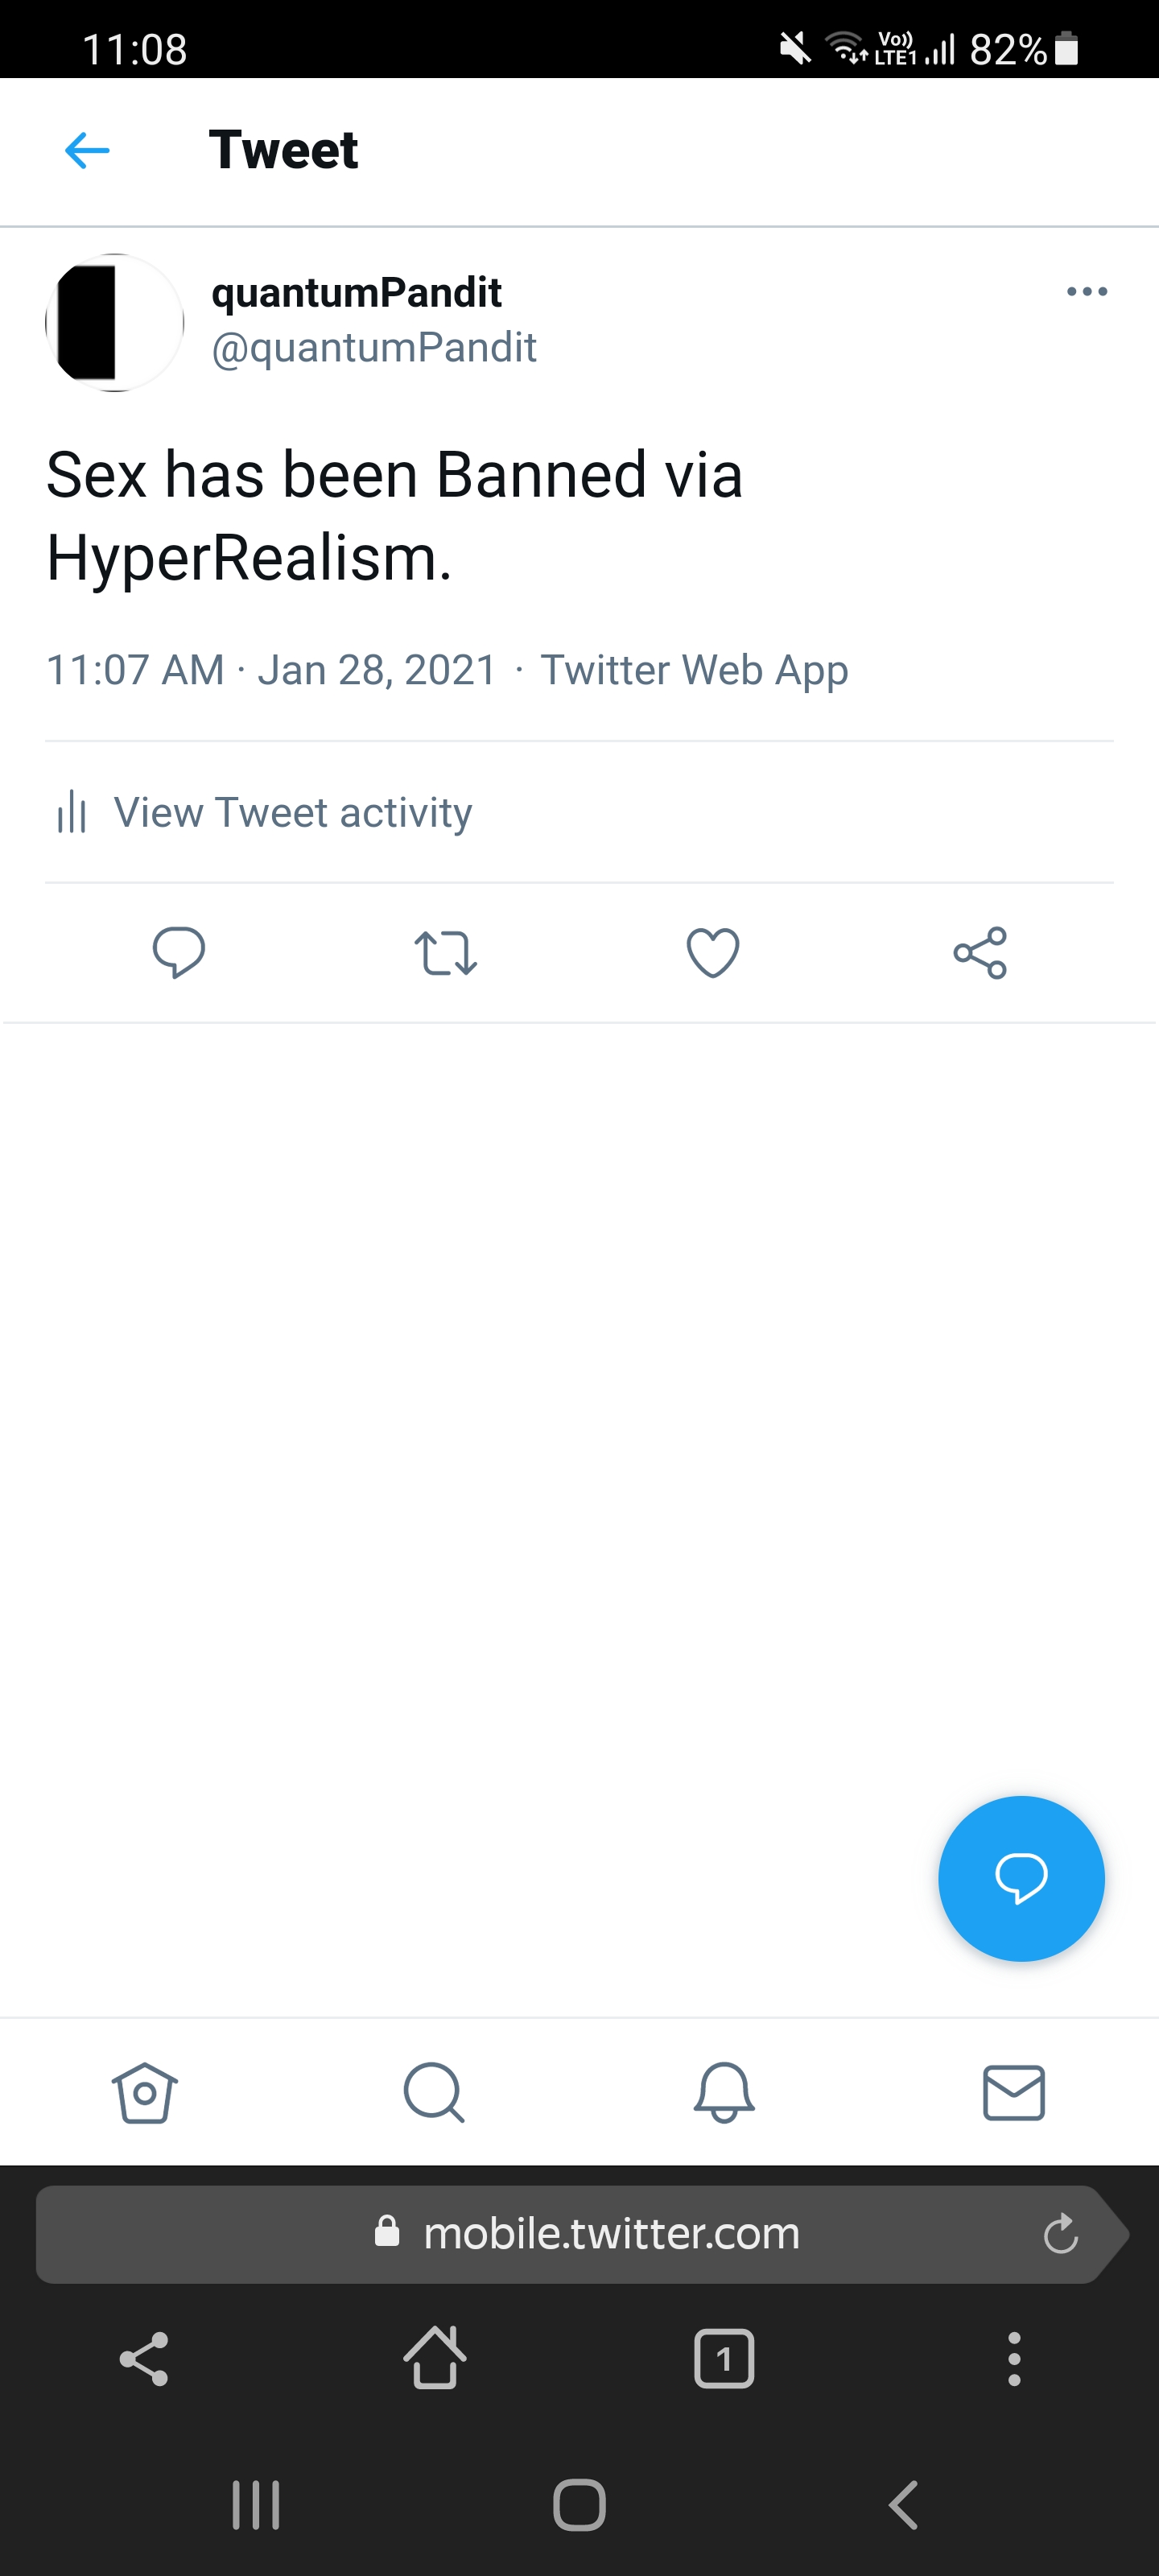 11:08 Vo)) LTE1 82%
Tweet
quantumPandit
@quantumPandit
Sex has been Banned via
HyperRealism.
11:07 AM · Jan 28, 2021 · Twitter Web App
View Tweet activity
mobile.twitter.com
1